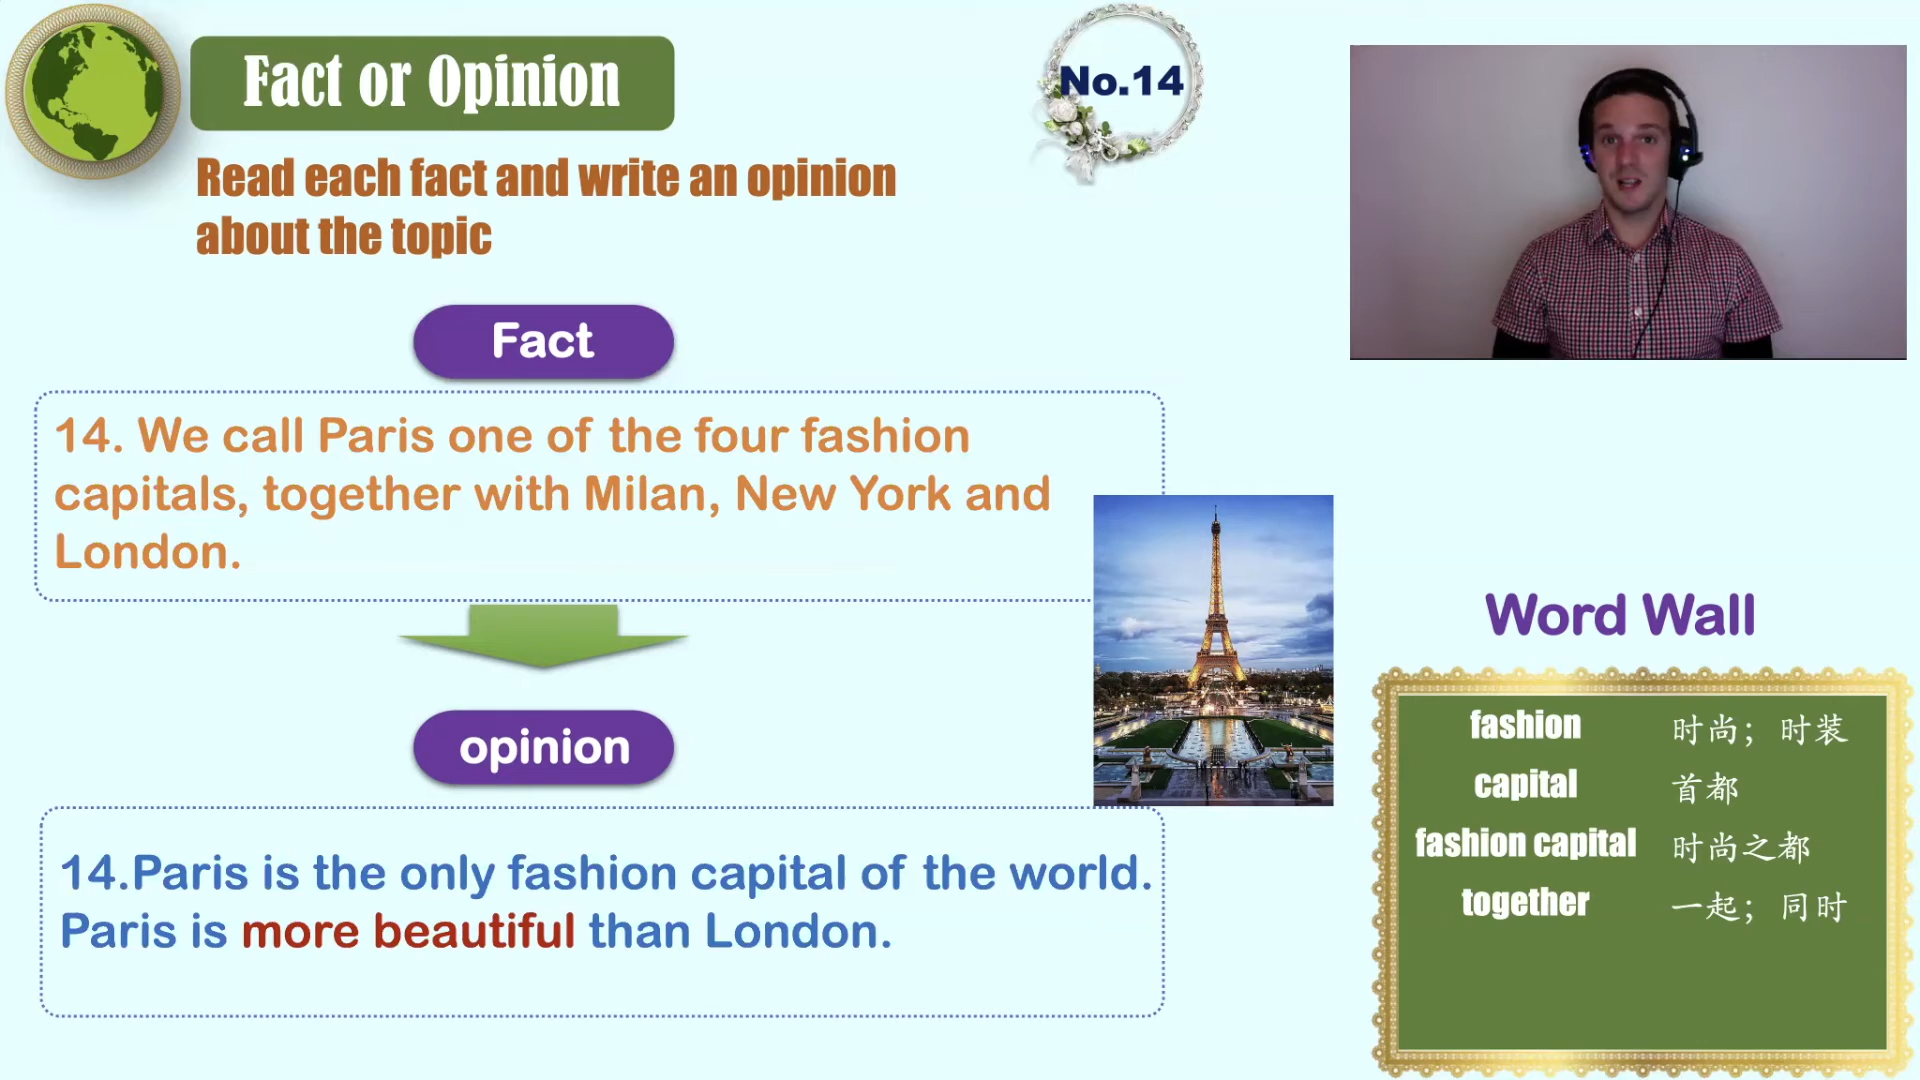 Fact or Opinion
No.14
Read each fact and write an opinion
about the topic
Fact
14. We call Paris one of the four fashion
capitals, together with Milan, New York and
London.
opinion
14.Paris is the only fashion capital of the world.
Paris is more beautiful than London.
Word Wall
fashion 时尚；时装
capital 首都
fashion capital 时尚之都
together 一起；同时